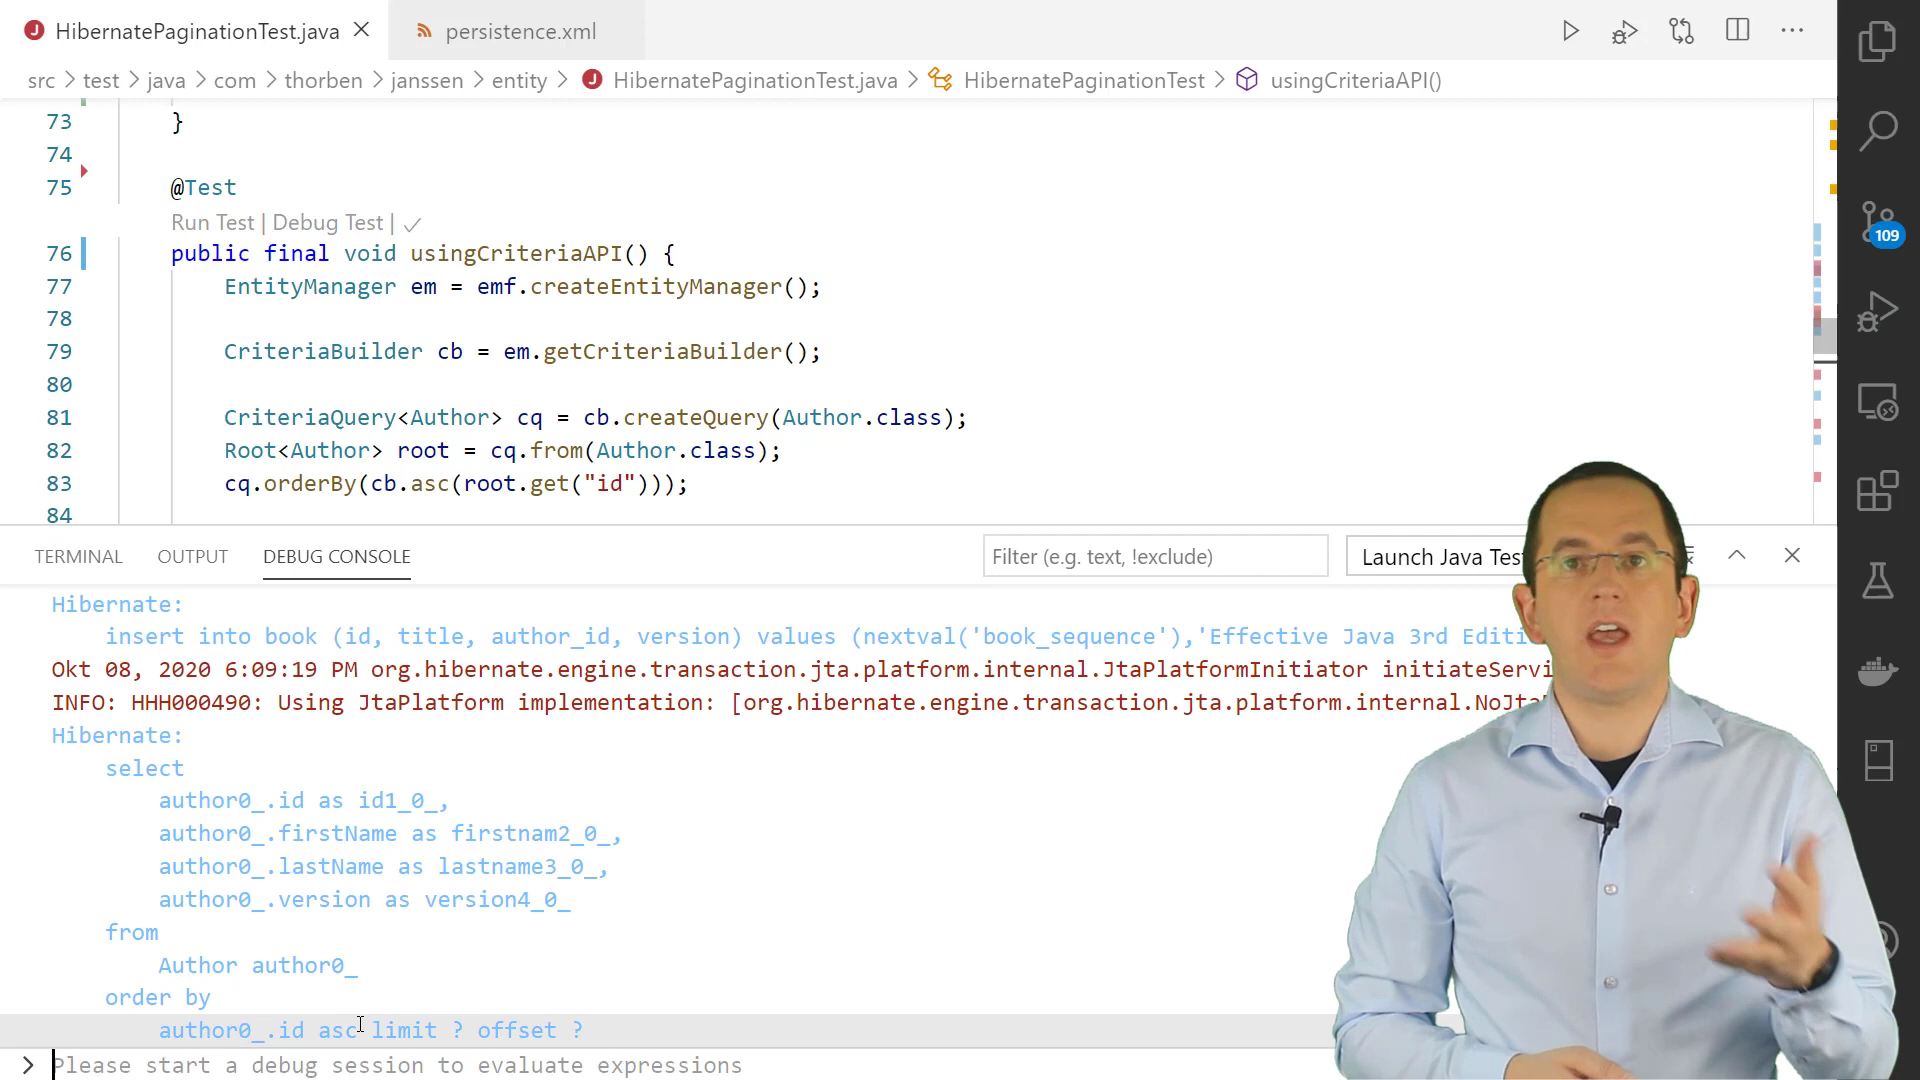 HibernatePaginationTest.java
persistence.xml
src > test > java > com > thorben > janssen > entity > HibernatePaginationTest.java > HibernatePaginationTest > usingCriteriaAPI()
73 }
74
75 @Test
Run Test | Debug Test | ✓
76 public final void usingCriteriaAPI() {
77 EntityManager em = emf.createEntityManager();
78
79 CriteriaBuilder cb = em.getCriteriaBuilder();
80
81 CriteriaQuery<Author> cq = cb.createQuery(Author.class);
82 Root<Author> root = cq.from(Author.class);
83 cq.orderBy(cb.asc(root.get("id")));
84
109
TERMINAL OUTPUT DEBUG CONSOLE Filter (e.g. text, !exclude) Launch Java Tes
Hibernate:
insert into book (id, title, author_id, version) values (nextval('book_sequence'),'Effective Java 3rd Editi
Okt 08, 2020 6:09:19 PM org.hibernate.engine.transaction.jta.platform.internal.JtaPlatformInitiator initiateServi
INFO: HHH000490: Using JtaPlatform implementation: [org.hibernate.engine.transaction.jta.platform.internal.NoJta
Hibernate:
select
author0_.id as id1_0_,
author0_.firstName as firstnam2_0_,
author0_.lastName as lastname3_0_,
author0_.version as version4_0_
from
Author author0_
order by
author0_.id asc limit ? offset ?
> Please start a debug session to evaluate expressions